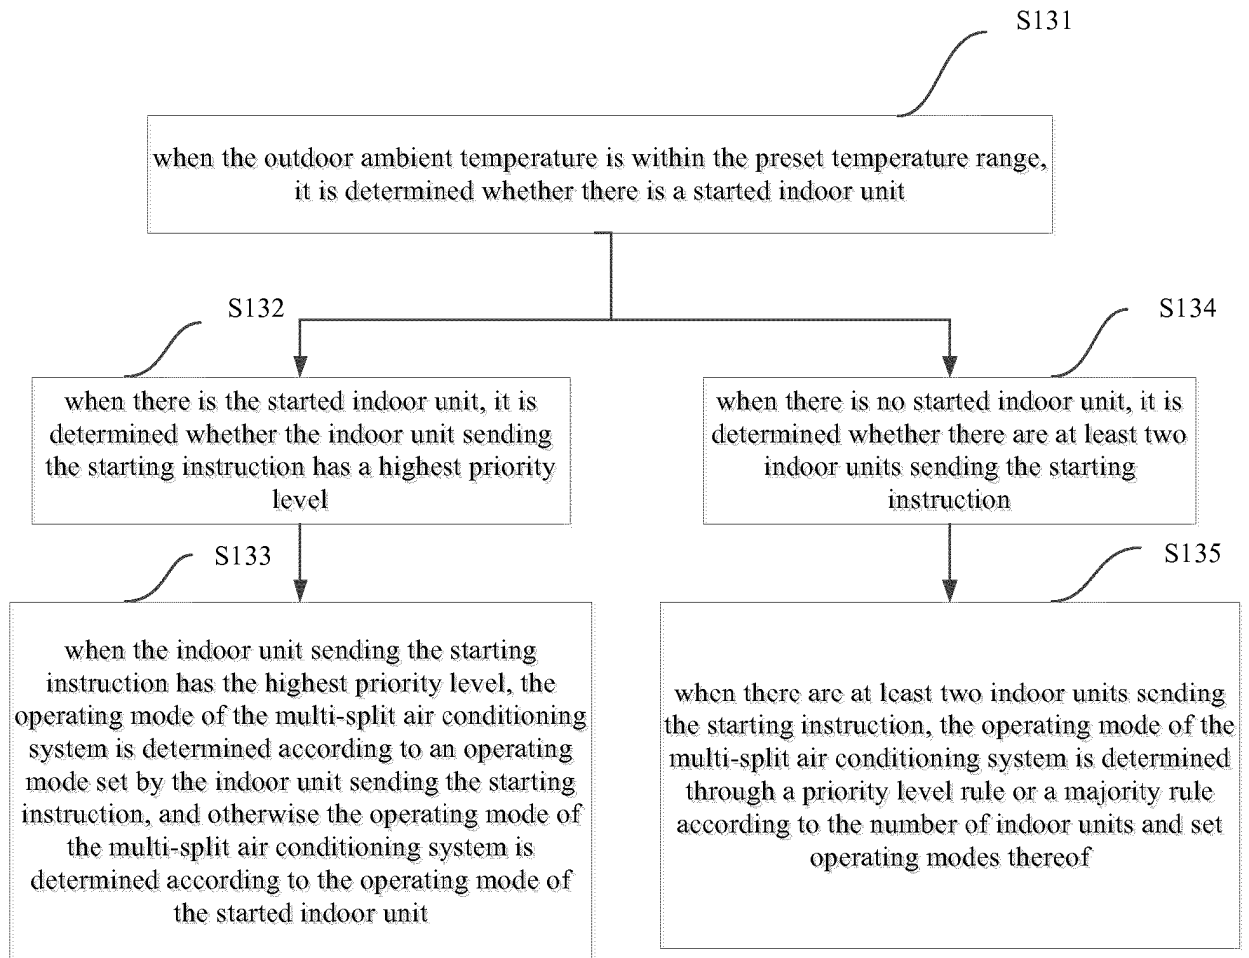 S131
when the outdoor ambient temperature is within the preset temperature range,
it is determined whether there is a started indoor unit
S132
when there is the started indoor unit, it is
determined whether the indoor unit sending
the starting instruction has a highest priority
level
S134
when there is no started indoor unit, it is
determined whether there are at least two
indoor units sending the starting
instruction
S133
when the indoor unit sending the starting
instruction has the highest priority level, the
operating mode of the multi-split air conditioning
system is determined according to an operating
mode set by the indoor unit sending the starting
instruction, and otherwise the operating mode of
the multi-split air conditioning system is
determined according to the operating mode of
the started indoor unit
S135
when there are at least two indoor units sending
the starting instruction, the operating mode of the
multi-split air conditioning system is determined
through a priority level rule or a majority rule
according to the number of indoor units and set
operating modes thereof